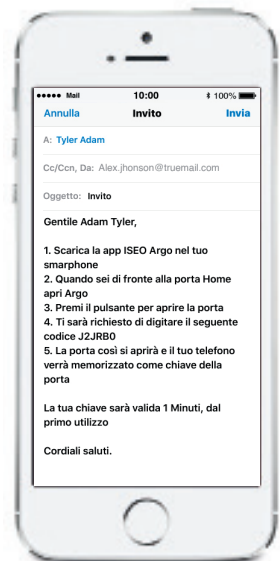 Mail 10:00 100%
Annulla Invito Invia
A: Tyler Adam
Cc/Ccn, Da: Alex.jhonson@truemail.com
Oggetto: Invito
Gentile Adam Tyler,
1. Scarica la app ISEO Argo nel tuo
smarphone
2. Quando sei di fronte alla porta Home
apri Argo
3. Premi il pulsante per aprire la porta
4. Ti sarà richiesto di digitare il seguente
codice J2JRB0
5. La porta così si aprirà e il tuo telefono
verrà memorizzato come chiave della
porta
La tua chiave sarà valida 1 Minuti, dal
primo utilizzo
Cordiali saluti.